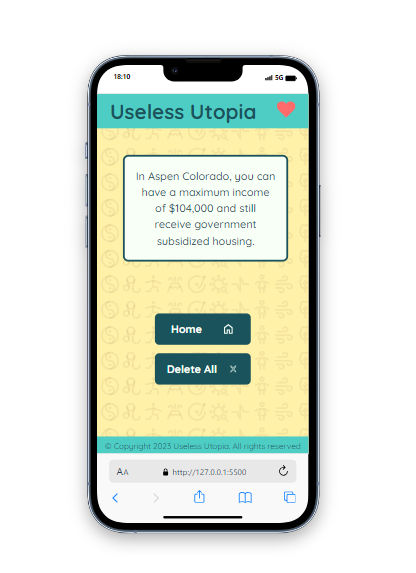 18:10
5G
Useless Utopia
In Aspen Colorado, you can
have a maximum income
of $104,000 and still
receive government
subsidized housing.
Home
Delete All
© Copyright 2023 Useless Utopia. All rights reserved
AA http://127.0.0.1:5500